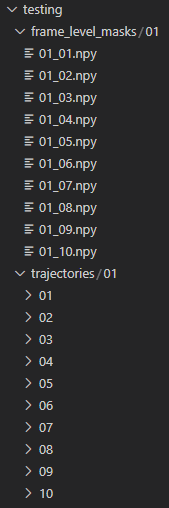 testing
frame_level_masks / 01
01_01.npy
01_02.npy
01_03.npy
01_04.npy
01_05.npy
01_06.npy
01_07.npy
01_08.npy
01_09.npy
01_10.npy
trajectories / 01
01
02
03
04
05
06
07
08
09
10